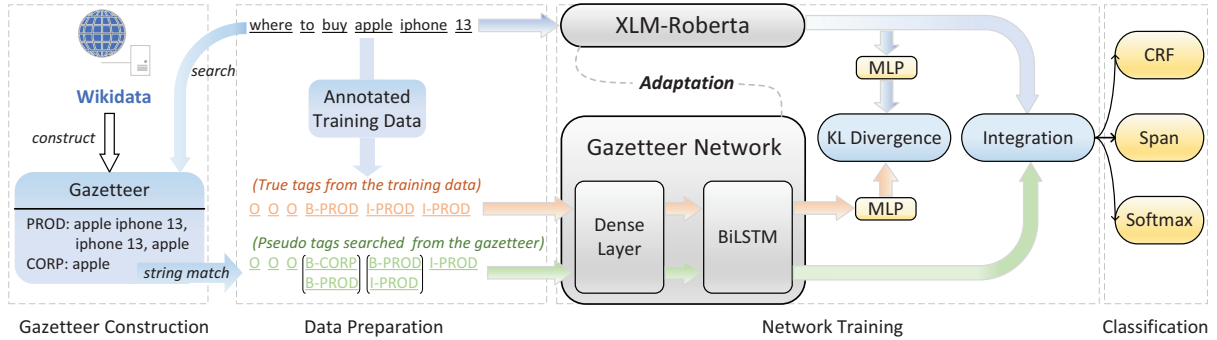 where to buy apple iphone 13
search
Wikidata
construct
Gazetteer
PROD: apple iphone 13,
iphone 13, apple
CORP: apple
string match
Annotated
Training Data
(True tags from the training data)
O O O B-PROD I-PROD I-PROD
(Pseudo tags searched from the gazetteer)
O O O B-CORP B-PROD I-PROD
B-PROD I-PROD
XLM-Roberta
Adaptation
Gazetteer Network
Dense
Layer
BiLSTM
MLP
KL Divergence
MLP
Integration
CRF
Span
Softmax
Gazetteer Construction
Data Preparation
Network Training
Classification